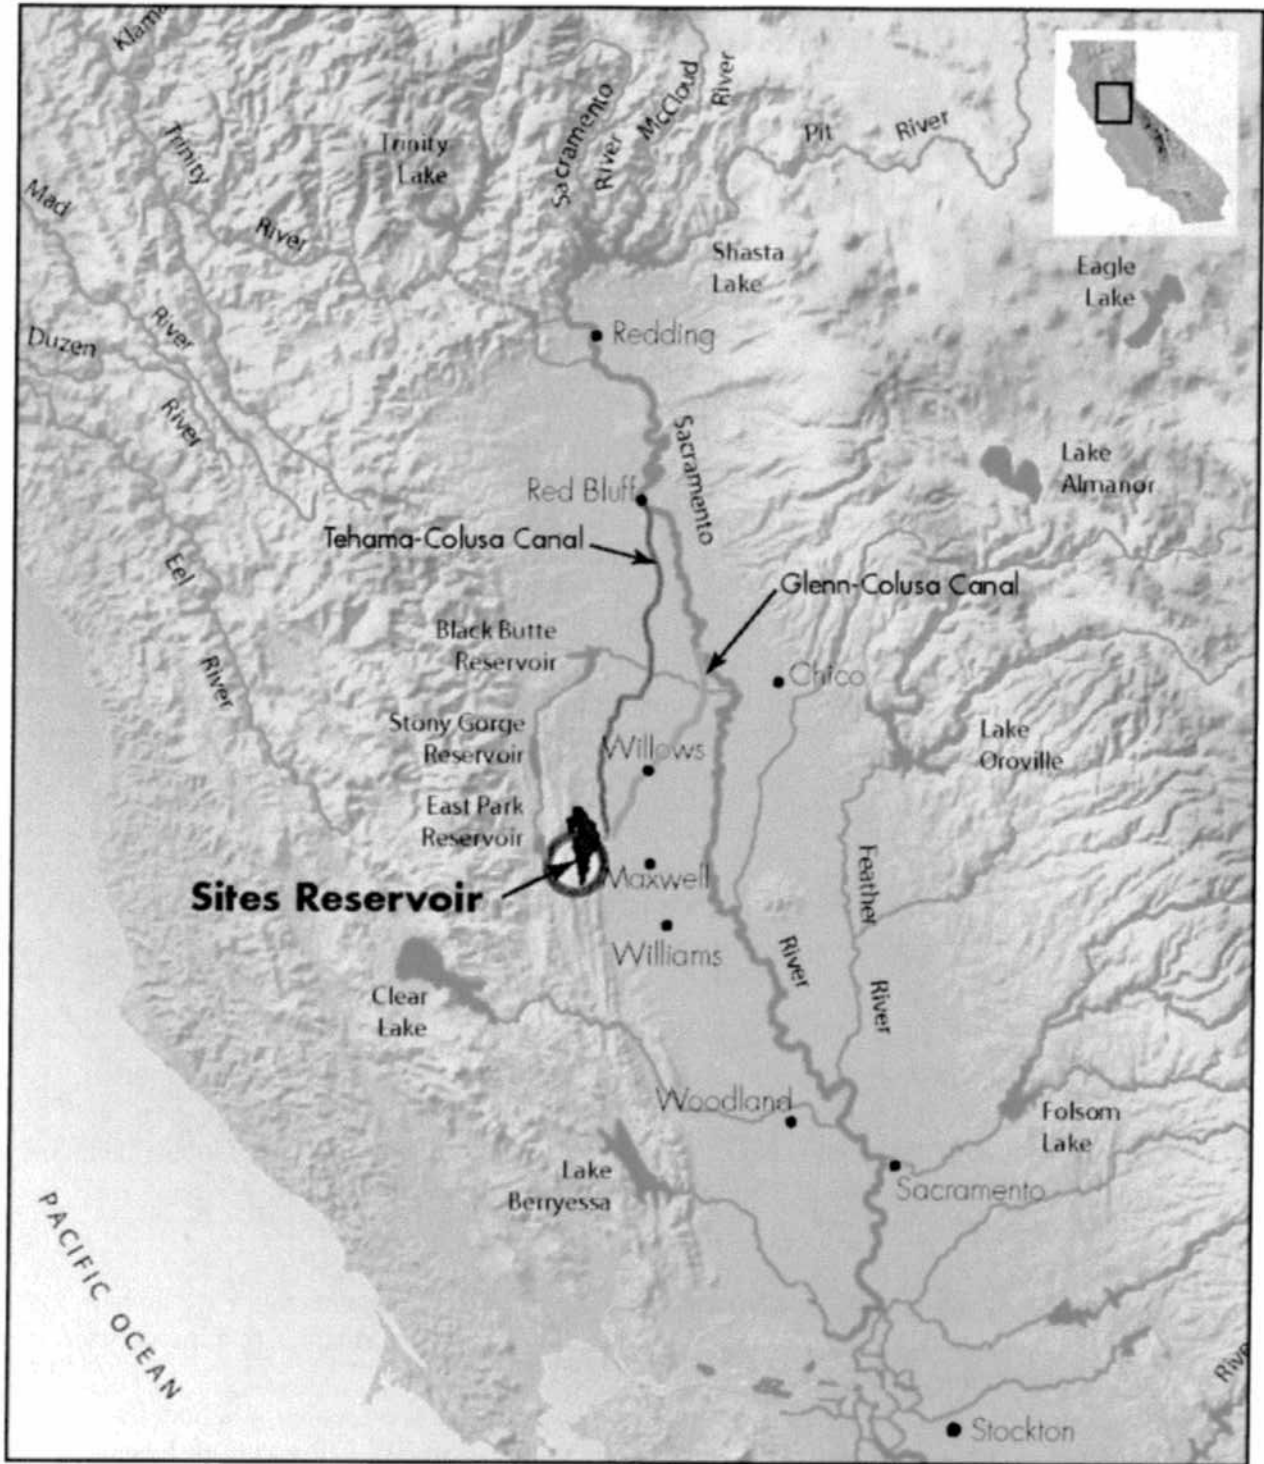 Klama
Sacramento
River
McCloud
River
Pit
River
Trinity
Trinity
Lake
River
Mad
River
Shasta
Lake
Eagle
Lake
Redding
Duzen
River
Sacramento
Lake
Almanor
Red Bluff
Tehama-Colusa Canal
Glenn-Colusa Canal
Eel
River
Black Butte
Reservoir
Chico
Stony Gorge
Reservoir
Willows
Lake
Oroville
East Park
Reservoir
Sites Reservoir
Maxwell
Feather
River
Williams
River
Clear
Lake
Woodland
Folsom
Lake
Lake
Berryessa
Sacramento
PACIFIC OCEAN
Rive
Stockton